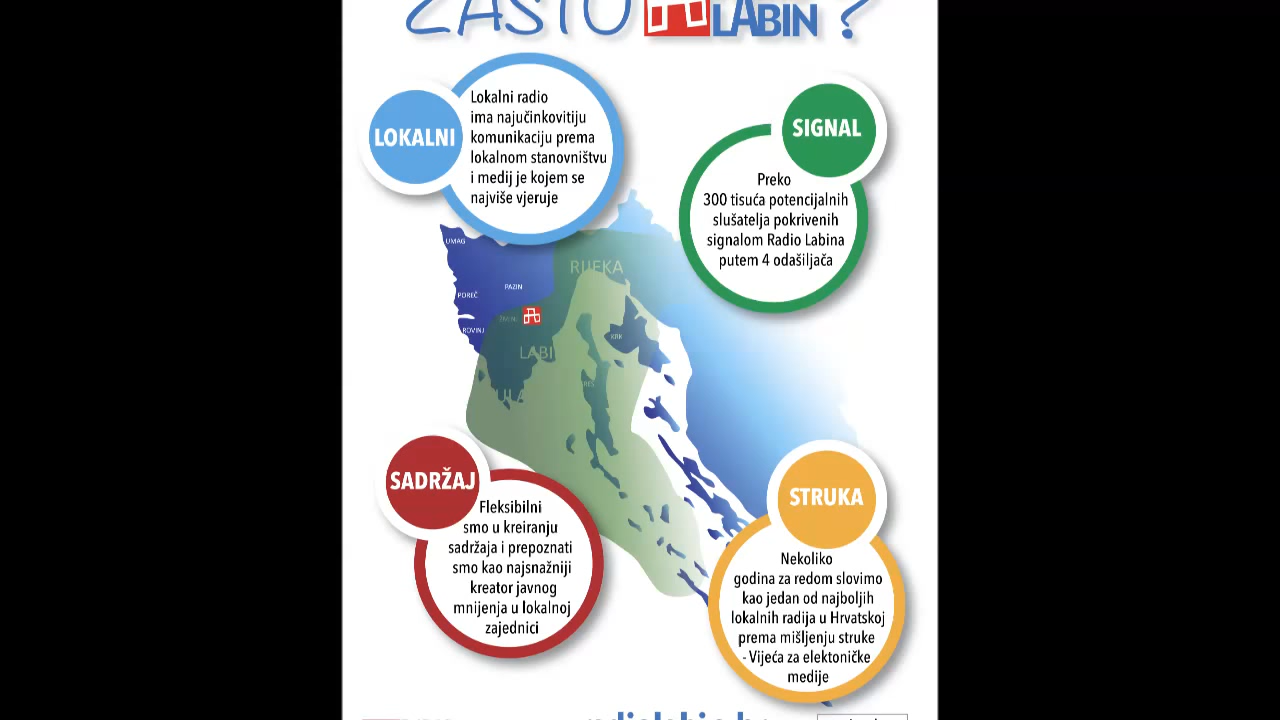 ZAŠTO LABIN ?
LOKALNI
Lokalni radio
ima najučinkovitiju
komunikaciju prema
lokalnom stanovništvu
i medij je kojem se
najviše vjeruje
SIGNAL
Preko
300 tisuća potencijalnih
slušatelja pokrivenih
signalom Radio Labina
putem 4 odašiljača
UMAG
RIJEKA
PAZIN
POREČ
ROVINJ
KRK
LABI
SADRŽAJ
Fleksibilni
smo u kreiranju
sadržaja i prepoznati
smo kao najsnažniji
kreator javnog
mnijenja u lokalnoj
zajednici
STRUKA
Nekoliko
godina za redom slovimo
kao jedan od najboljih
lokalnih radija u Hrvatskoj
prema mišljenju struke
- Vijeća za elektoničke
medije